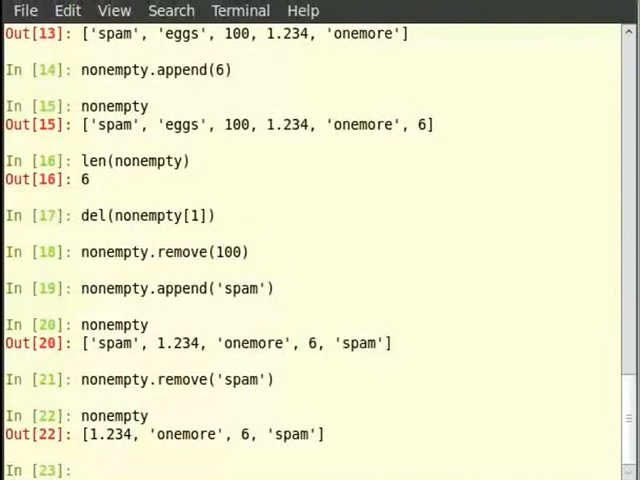 File Edit View Search Terminal Help
Out[13]: ['spam', 'eggs', 100, 1.234, 'onemore']
In [14]: nonempty.append(6)
In [15]: nonempty
Out[15]: ['spam', 'eggs', 100, 1.234, 'onemore', 6]
In [16]: len(nonempty)
Out[16]: 6
In [17]: del(nonempty[1])
In [18]: nonempty.remove(100)
In [19]: nonempty.append('spam')
In [20]: nonempty
Out[20]: ['spam', 1.234, 'onemore', 6, 'spam']
In [21]: nonempty.remove('spam')
In [22]: nonempty
Out[22]: [1.234, 'onemore', 6, 'spam']
In [23]: